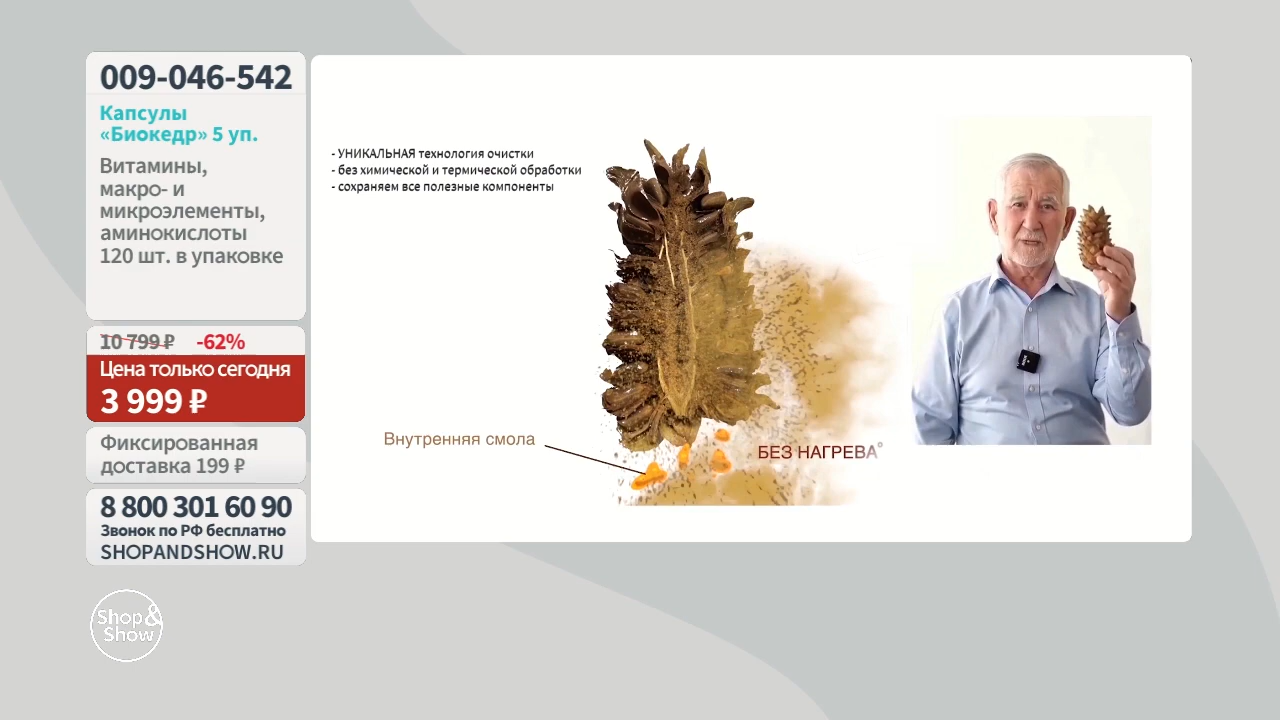 009-046-542
Капсулы
«Биокедр» 5 уп.
Витамины,
макро- и
микроэлементы,
аминокислоты
120 шт. в упаковке
10 799 ₽ -62%
Цена только сегодня
3 999 ₽
Фиксированная
доставка 199 ₽
8 800 301 60 90
Звонок по РФ бесплатно
SHOPANDSHOW.RU
Shop&
Show
- УНИКАЛЬНАЯ технология очистки
- без химической и термической обработки
- сохраняем все полезные компоненты
Внутренняя смола
БЕЗ НАГРЕВА°